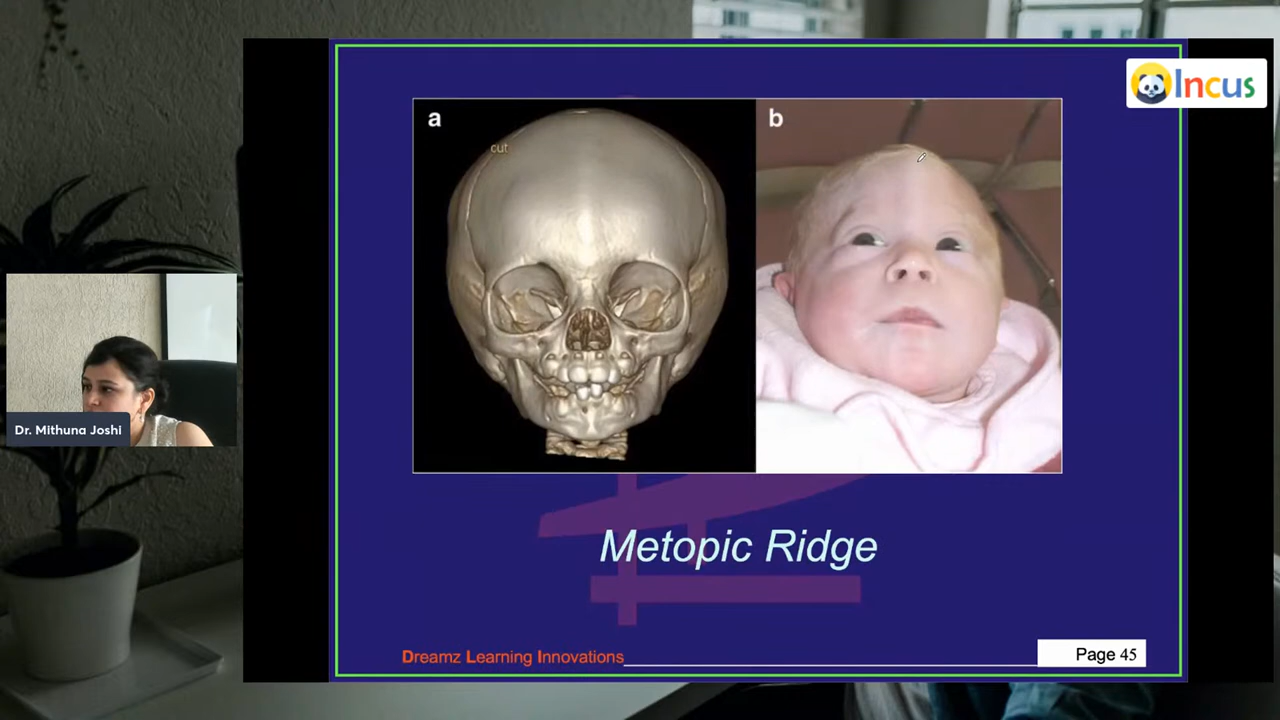 Incus
a
b
cut
Dr. Mithuna Joshi
Metopic Ridge
Dreamz Learning Innovations
Page 45